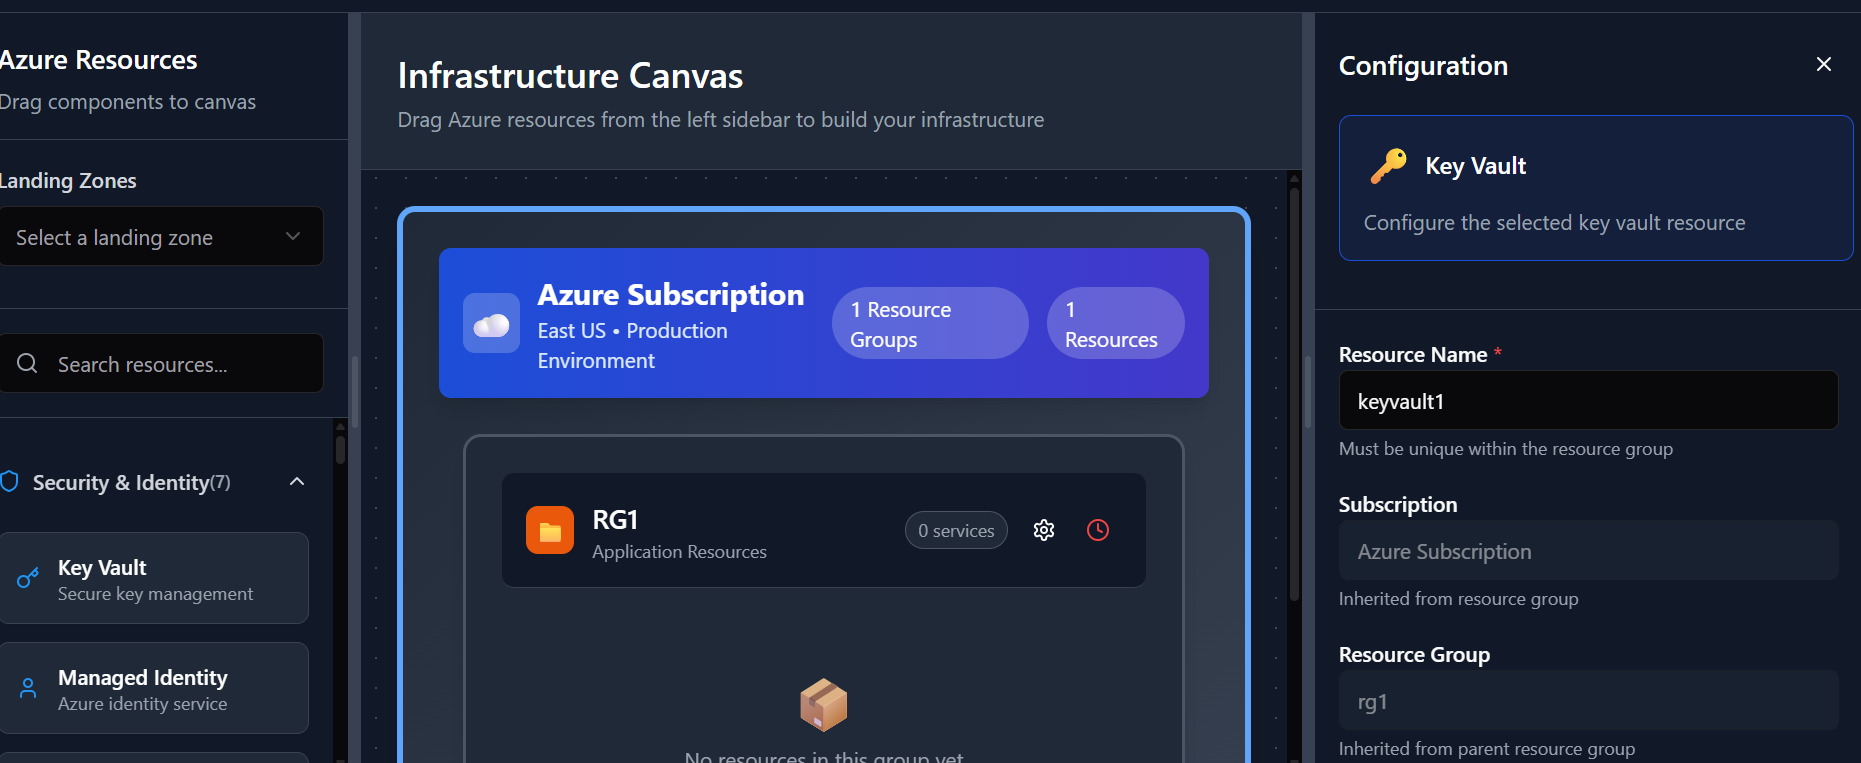 Azure Resources
Drag components to canvas
Landing Zones
Select a landing zone
Search resources...
Security & Identity(7)
Key Vault
Secure key management
Managed Identity
Azure identity service
Infrastructure Canvas
Drag Azure resources from the left sidebar to build your infrastructure
Azure Subscription
East US • Production
Environment
1 Resource
Groups
1
Resources
RG1
Application Resources
0 services
No resources in this group yet
Configuration
Key Vault
Configure the selected key vault resource
Resource Name *
keyvault1
Must be unique within the resource group
Subscription
Azure Subscription
Inherited from resource group
Resource Group
rg1
Inherited from parent resource group